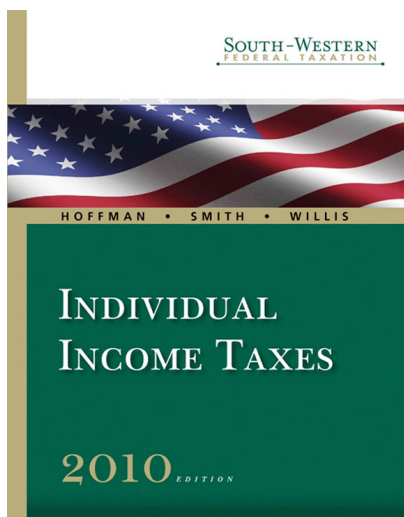 SOUTH-WESTERN
FEDERAL TAXATION
HOFFMAN • SMITH • WILLIS
INDIVIDUAL
INCOME TAXES
2010 EDITION